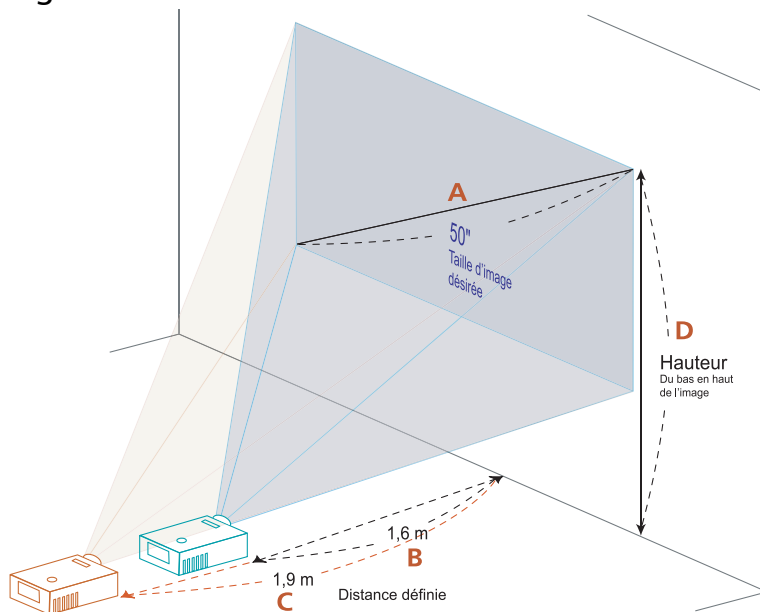 A
50"
Taille d'image
désirée
D
Hauteur
Du bas en haut
de l'image
1,6 m
B
1,9 m
C
Distance définie